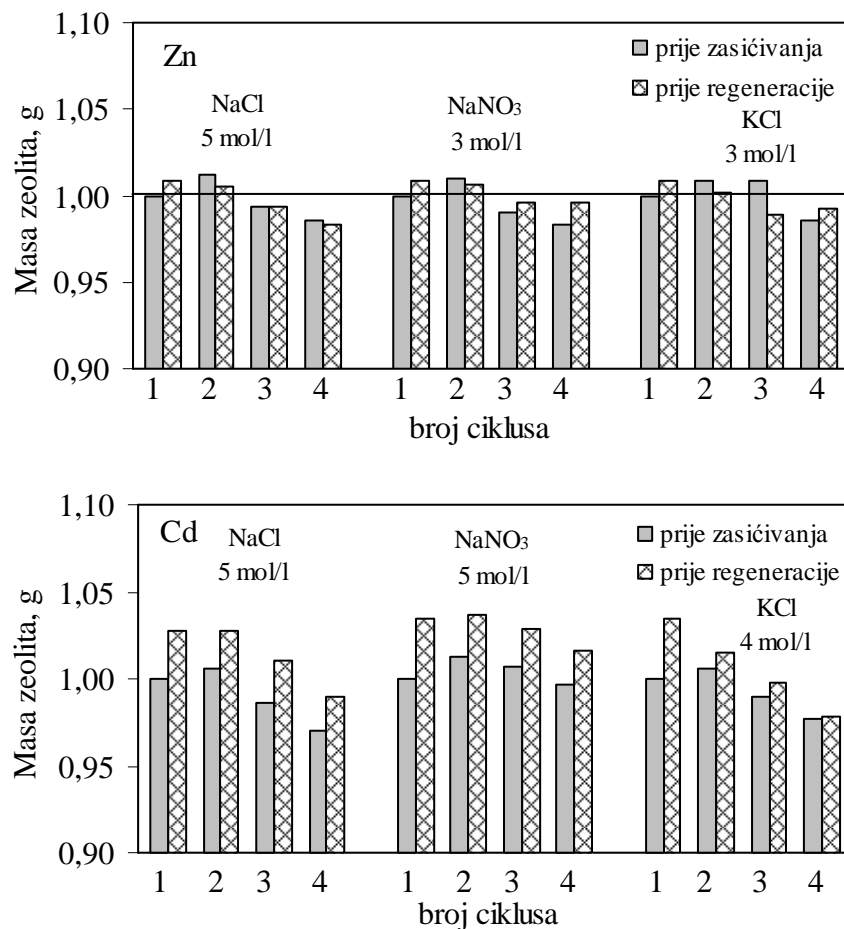 1,10
1,05
1,00
0,95
0,90
Masa zeolita, g
Zn
NaCl
5 mol/l
NaNO3
3 mol/l
KCl
3 mol/l
prije zasićivanja
prije regeneracije
1 2 3 4 1 2 3 4 1 2 3 4
broj ciklusa
1,10
1,05
1,00
0,95
0,90
Masa zeolita, g
Cd
NaCl
5 mol/l
NaNO3
5 mol/l
prije zasićivanja
prije regeneracije
KCl
4 mol/l
1 2 3 4 1 2 3 4 1 2 3 4
broj ciklusa